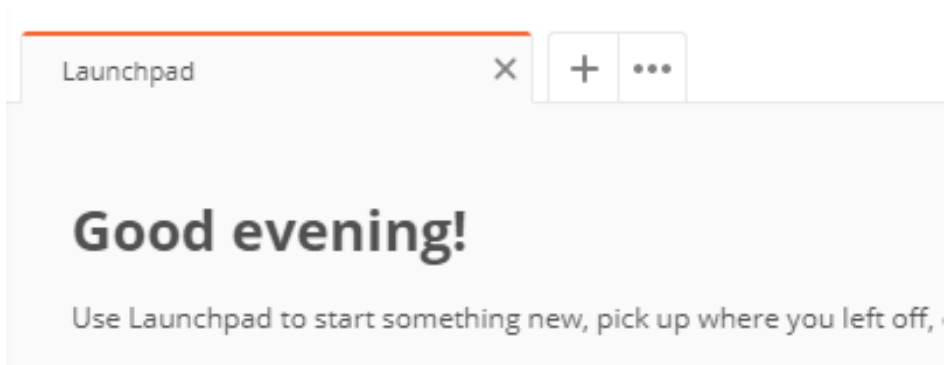 Launchpad
Good evening!
Use Launchpad to start something new, pick up where you left off,